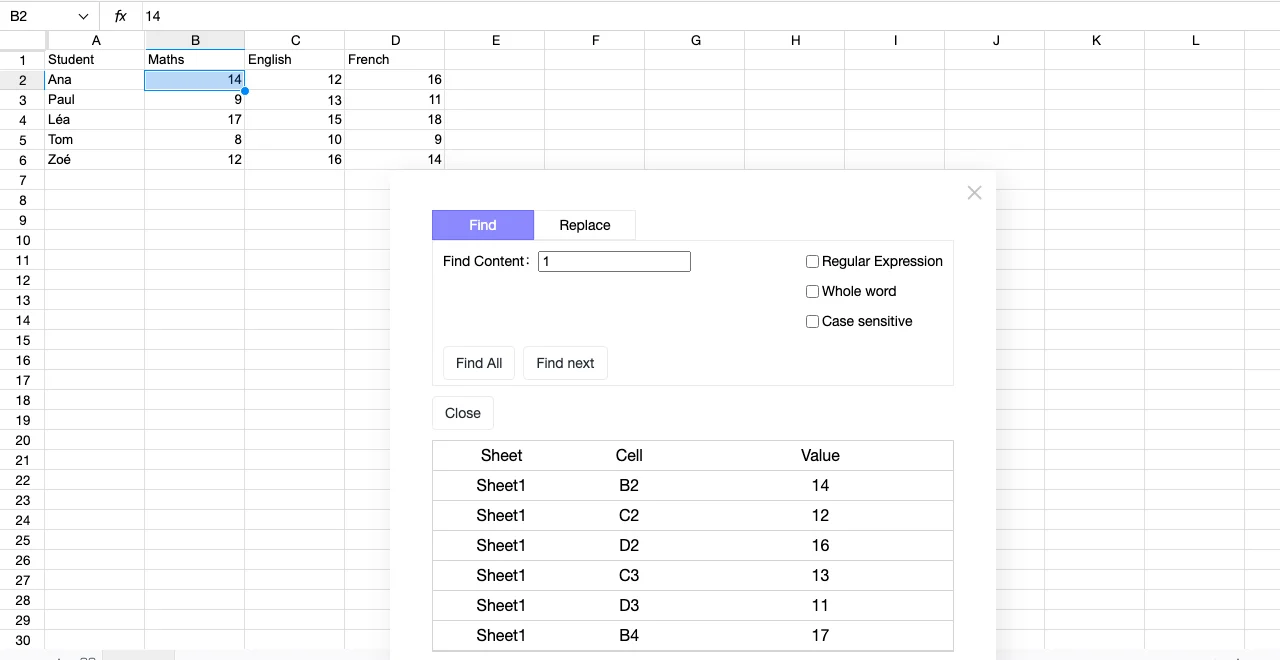 B2 fx 14
A B C D E F G H I J K L
1 Student Maths English French
2 Ana 14 12 16
3 Paul 9 13 11
4 Léa 17 15 18
5 Tom 8 10 9
6 Zoé 12 16 14
7
8
9
10
11
12
13
14
15
16
17
18
19
20
21
22
23
24
25
26
27
28
29
30
Find Replace
Find Content: 1
Regular Expression
Whole word
Case sensitive
Find All Find next
Close
Sheet Cell Value
Sheet1 B2 14
Sheet1 C2 12
Sheet1 D2 16
Sheet1 C3 13
Sheet1 D3 11
Sheet1 B4 17